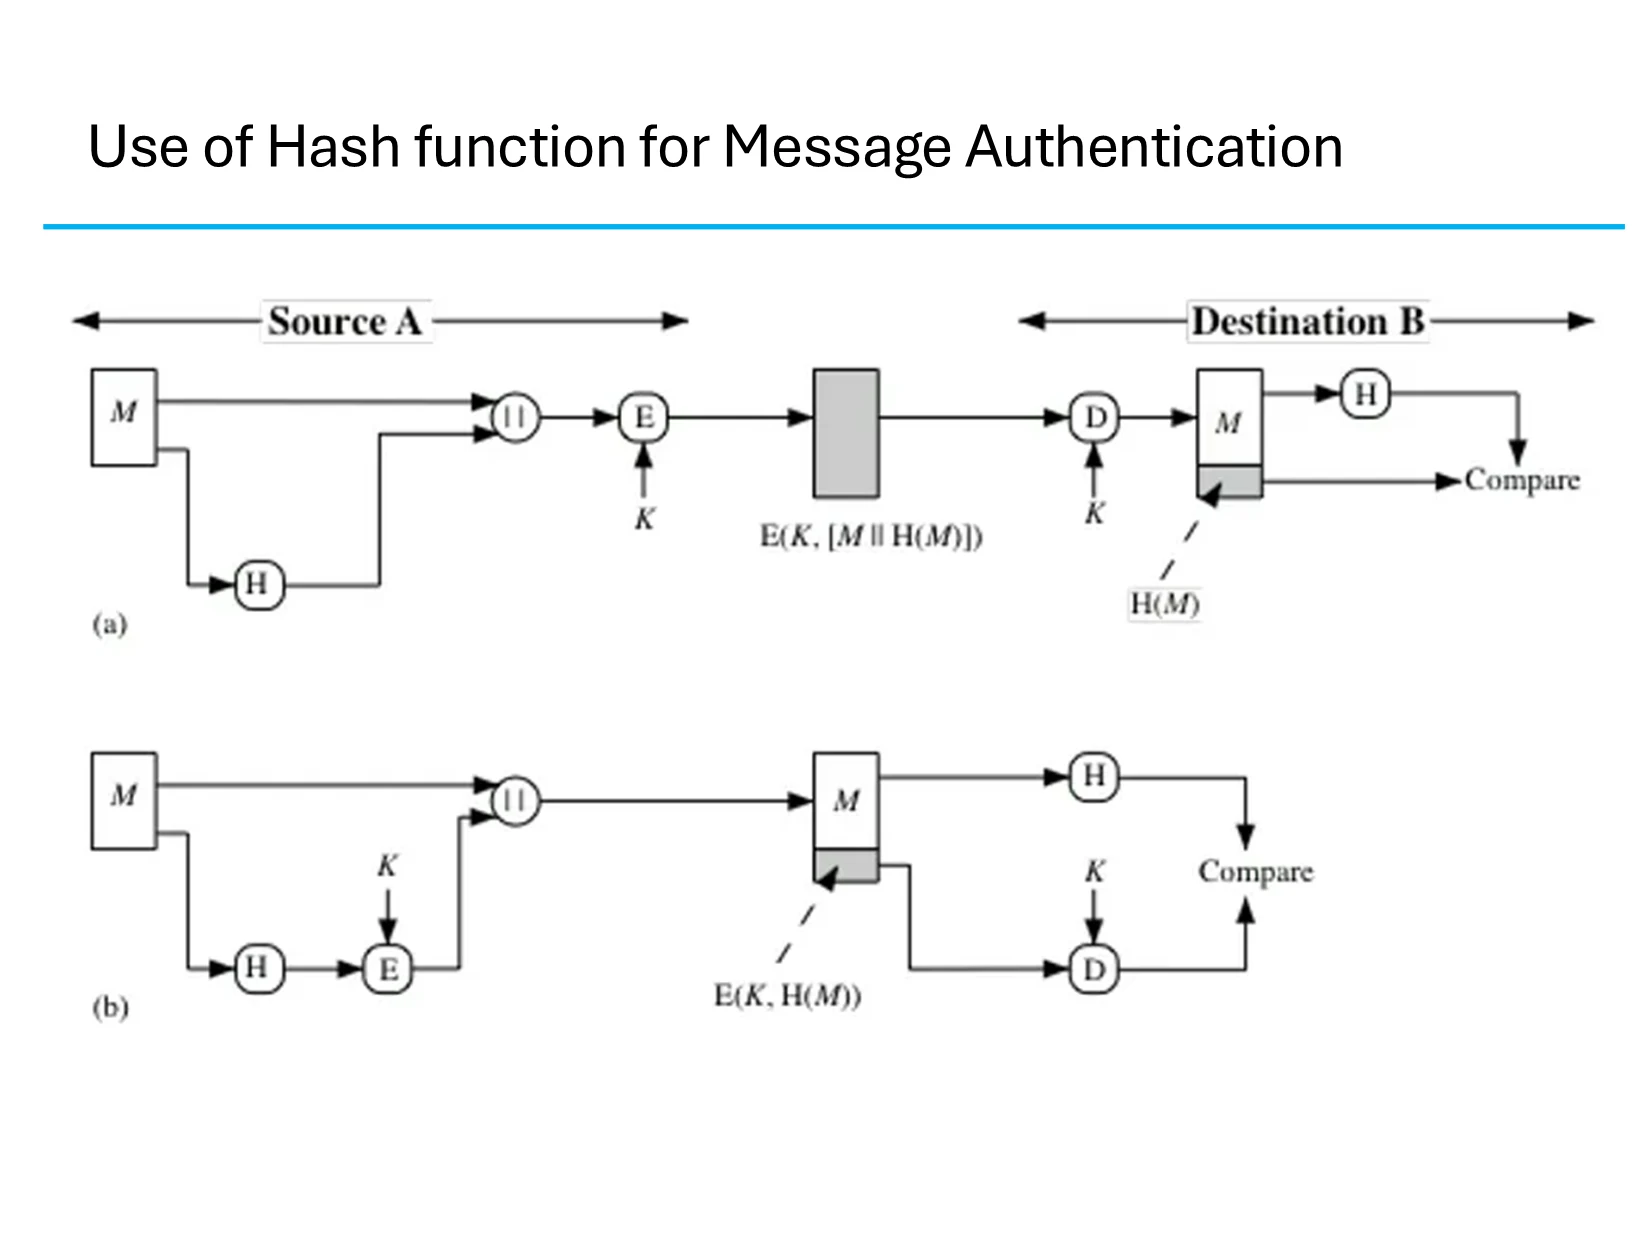 Use of Hash function for Message Authentication
Source A
Destination B
M
||
E
D
M
H
Compare
K
K
E(K, [M || H(M)])
H
H(M)
(a)
M
||
M
H
K
K
Compare
H
E
D
E(K, H(M))
(b)